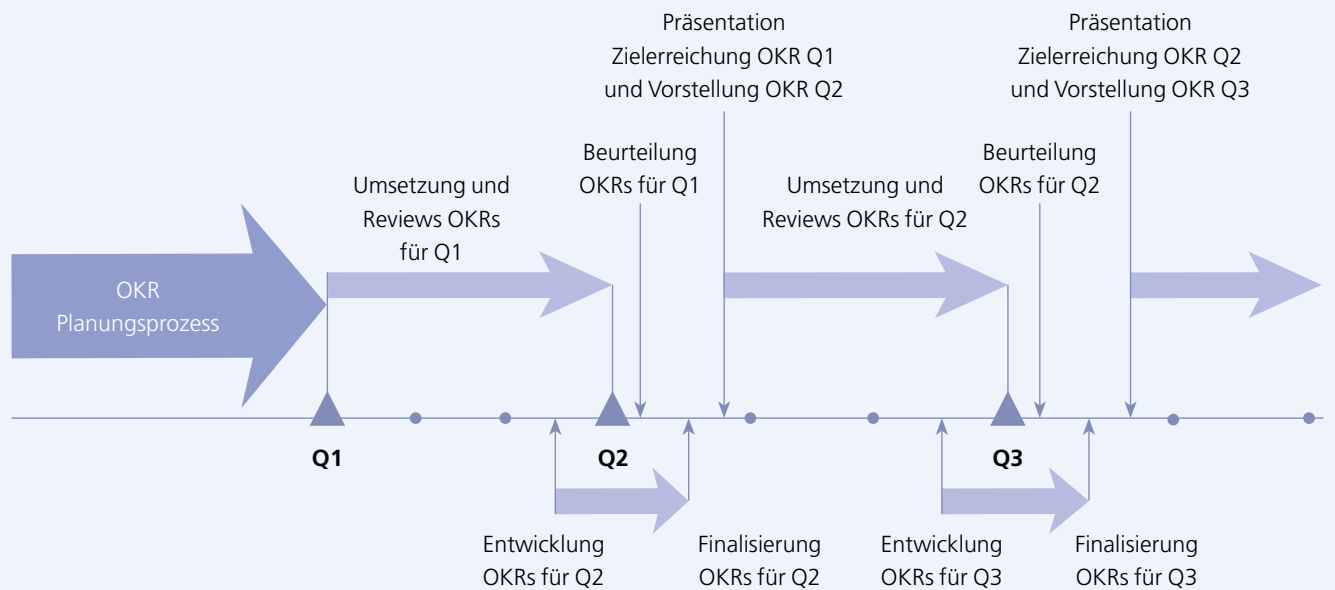 Präsentation
Zielerreichung OKR Q1
und Vorstellung OKR Q2
Präsentation
Zielerreichung OKR Q2
und Vorstellung OKR Q3
Beurteilung
OKRs für Q1
Beurteilung
OKRs für Q2
Umsetzung und
Reviews OKRs
für Q1
Umsetzung und
Reviews OKRs für Q2
OKR
Planungsprozess
Q1
Q2
Q3
Entwicklung
OKRs für Q2
Finalisierung
OKRs für Q2
Entwicklung
OKRs für Q3
Finalisierung
OKRs für Q3